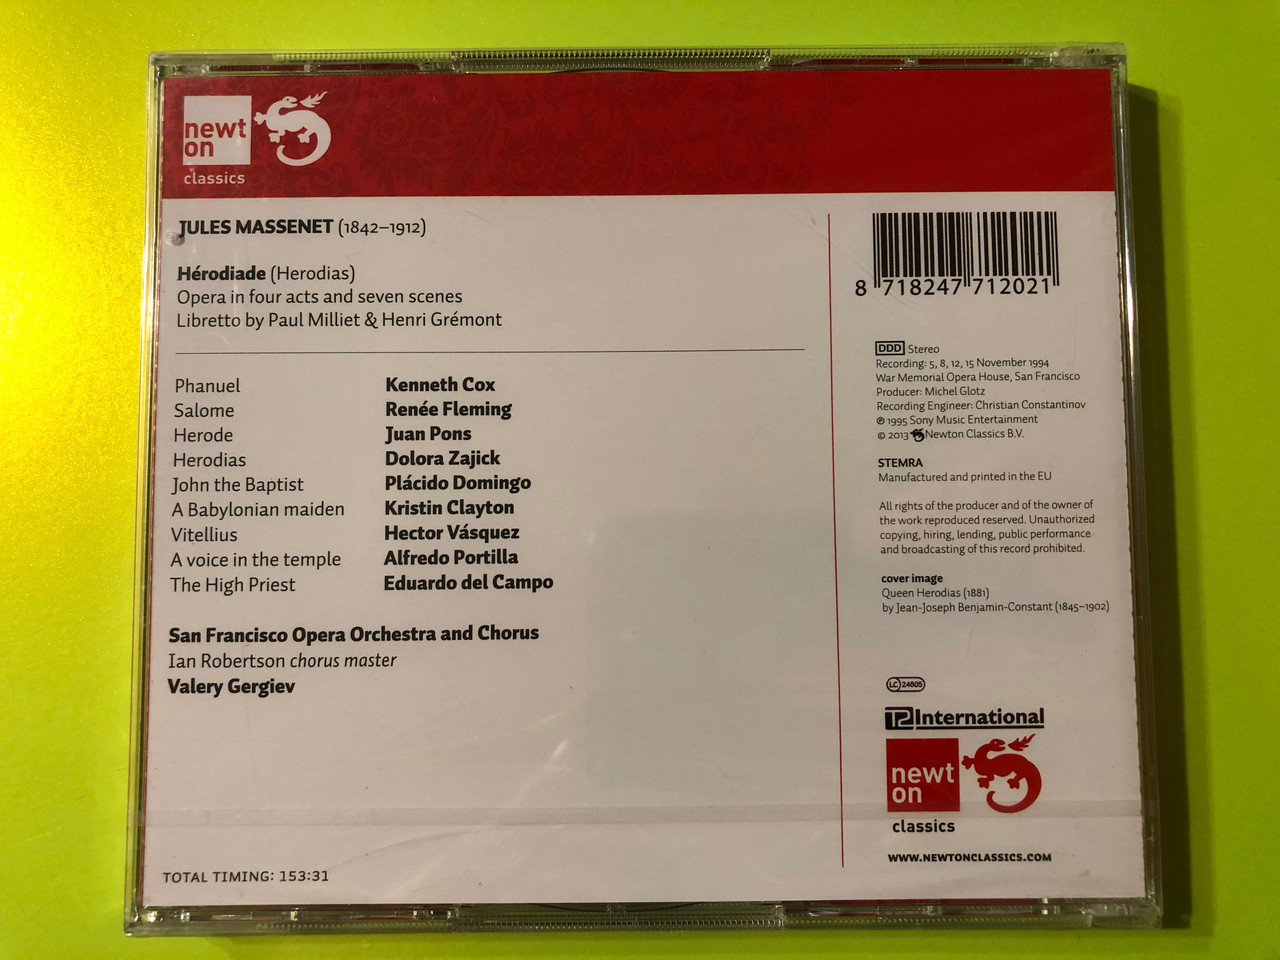 newt
on
classics
JULES MASSENET (1842–1912)
Hérodiade (Herodias)
Opera in four acts and seven scenes
Libretto by Paul Milliet & Henri Grémont
Phanuel Kenneth Cox
Salome Renée Fleming
Herode Juan Pons
Herodias Dolora Zajick
John the Baptist Plácido Domingo
A Babylonian maiden Kristin Clayton
Vitellius Hector Vásquez
A voice in the temple Alfredo Portilla
The High Priest Eduardo del Campo
San Francisco Opera Orchestra and Chorus
Ian Robertson chorus master
Valery Gergiev
TOTAL TIMING: 153:31
8 718247 712021
DDD Stereo
Recording: 5, 8, 12, 15 November 1994
War Memorial Opera House, San Francisco
Producer: Michel Glotz
Recording Engineer: Christian Constantinov
℗ 1995 Sony Music Entertainment
© 2013 Newton Classics B.V.
STEMRA
Manufactured and printed in the EU
All rights of the producer and of the owner of
the work reproduced reserved. Unauthorized
copying, hiring, lending, public performance
and broadcasting of this record prohibited.
cover image
Queen Herodias (1881)
by Jean-Joseph Benjamin-Constant (1845–1902)
LC 24605
T2 International
newt
on
classics
WWW.NEWTONCLASSICS.COM